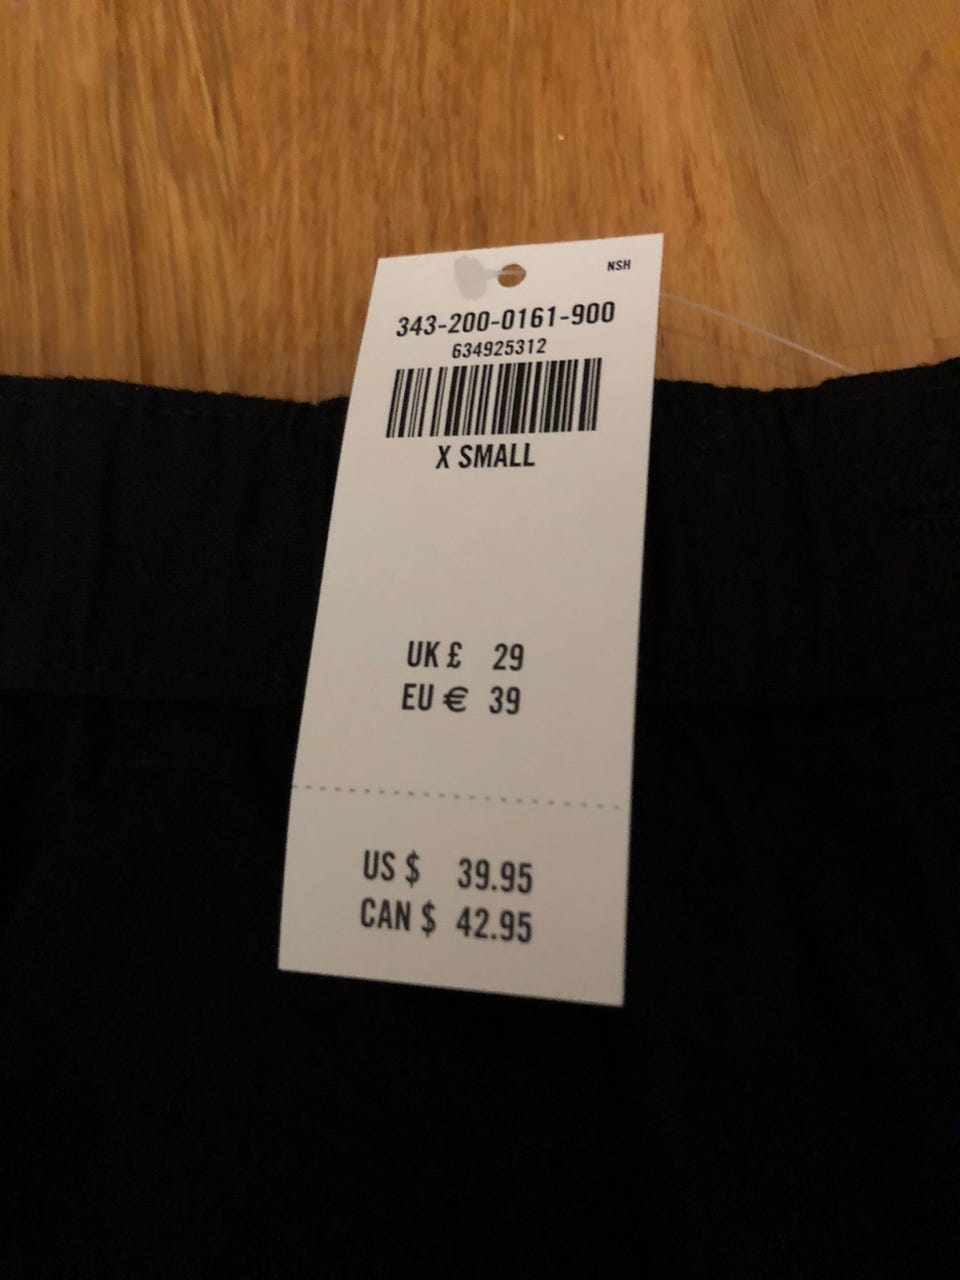 NSH
343-200-0161-900
634925312
X SMALL
UK £ 29
EU € 39
US $ 39.95
CAN $ 42.95